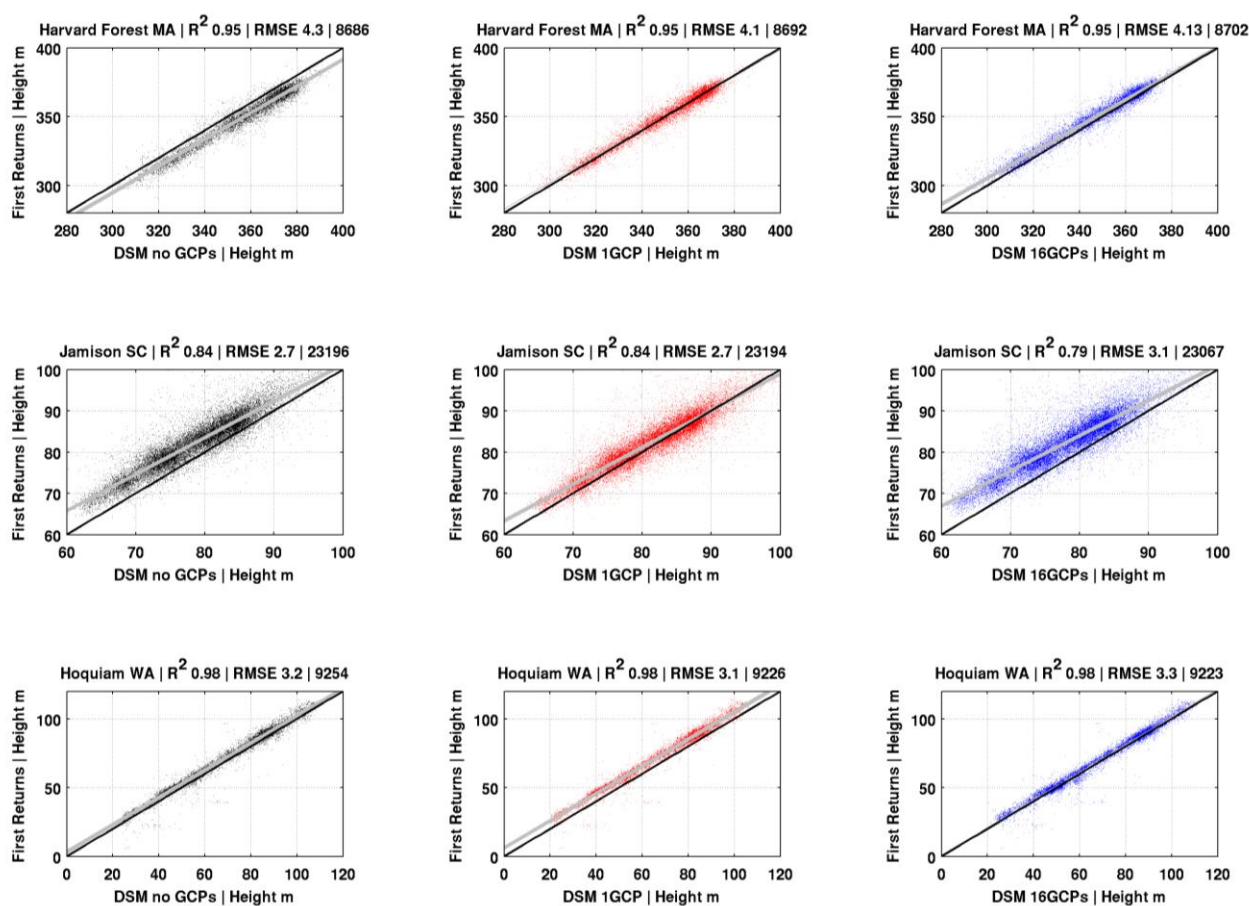 Harvard Forest MA | R2 0.95 | RMSE 4.3 | 8686
First Returns | Height m
400
350
300
280 300 320 340 360 380 400
DSM no GCPs | Height m
Harvard Forest MA | R2 0.95 | RMSE 4.1 | 8692
First Returns | Height m
400
350
300
280 300 320 340 360 380 400
DSM 1GCP | Height m
Harvard Forest MA | R2 0.95 | RMSE 4.13 | 8702
First Returns | Height m
400
350
300
280 300 320 340 360 380 400
DSM 16GCPs | Height m
Jamison SC | R2 0.84 | RMSE 2.7 | 23196
First Returns | Height m
100
90
80
70
60
60 70 80 90 100
DSM no GCPs | Height m
Jamison SC | R2 0.84 | RMSE 2.7 | 23194
First Returns | Height m
100
90
80
70
60
60 70 80 90 100
DSM 1GCP | Height m
Jamison SC | R2 0.79 | RMSE 3.1 | 23067
First Returns | Height m
100
90
80
70
60
60 70 80 90 100
DSM 16GCPs | Height m
Hoquiam WA | R2 0.98 | RMSE 3.2 | 9254
First Returns | Height m
100
50
0
0 20 40 60 80 100 120
DSM no GCPs | Height m
Hoquiam WA | R2 0.98 | RMSE 3.1 | 9226
First Returns | Height m
100
50
0
0 20 40 60 80 100 120
DSM 1GCP | Height m
Hoquiam WA | R2 0.98 | RMSE 3.3 | 9223
First Returns | Height m
100
50
0
0 20 40 60 80 100 120
DSM 16GCPs | Height m